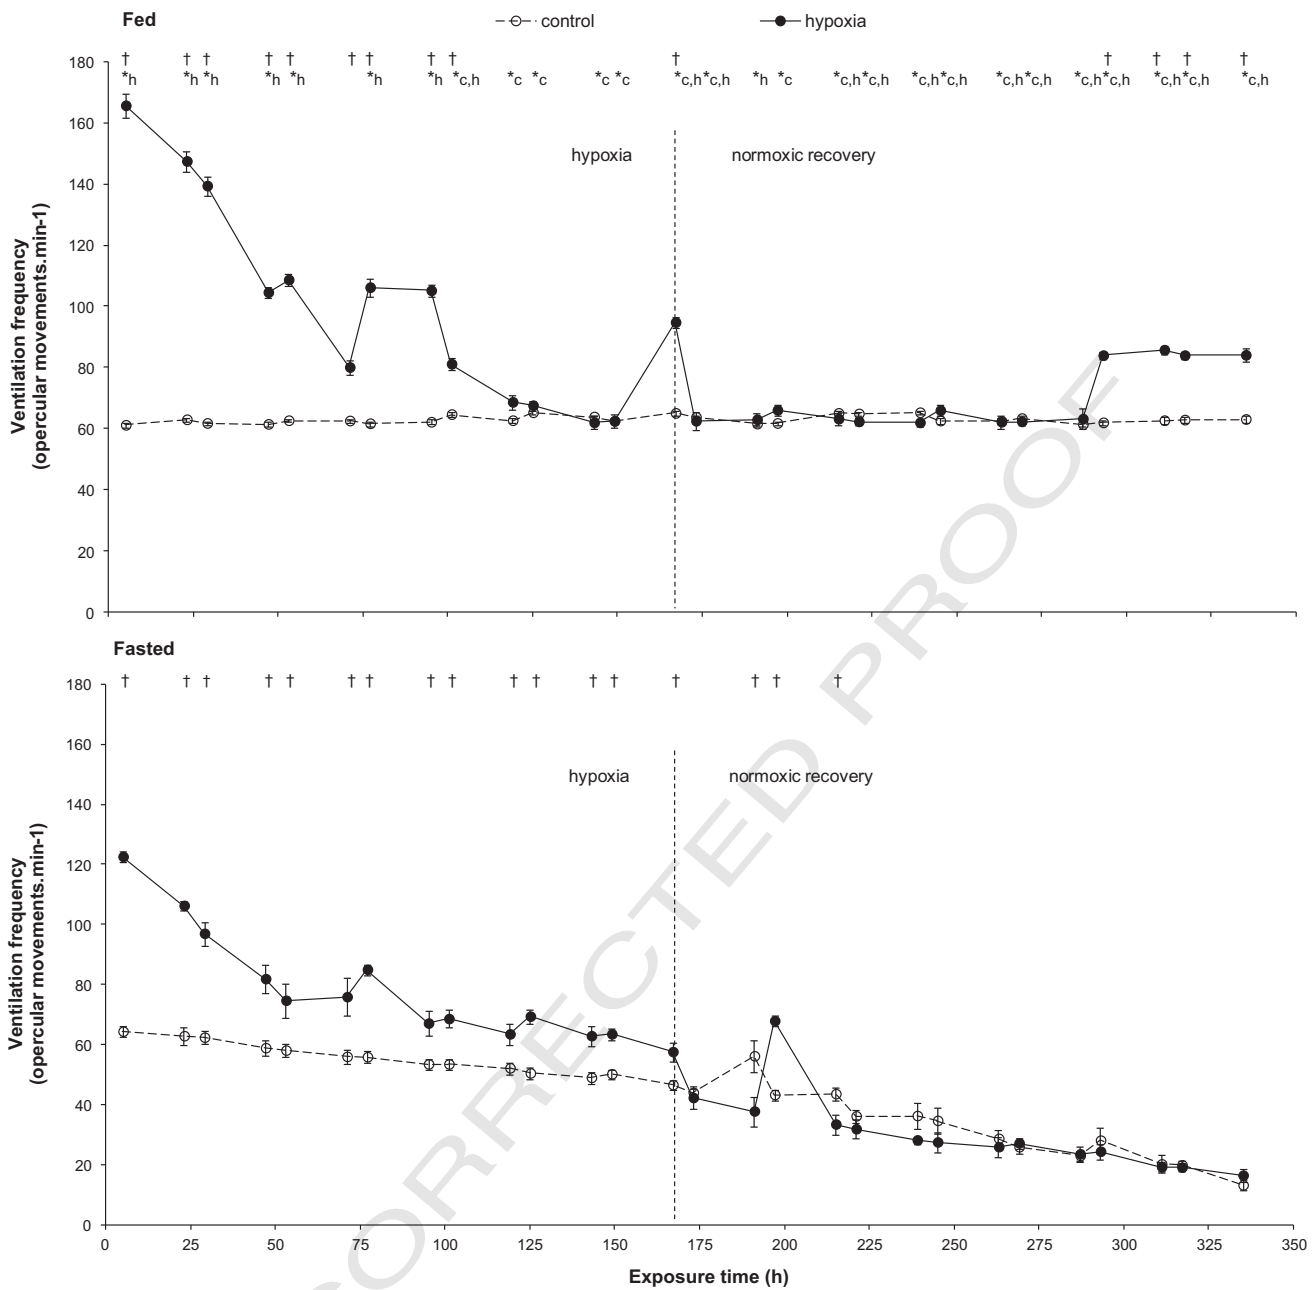 Fed
control hypoxia
† † † † † † † † † † † † † †
*h *h *h *h *h *h *h *c,h *c *c *c *c *c,h *c,h *h *c *c,h *c,h *c,h *c,h *c,h *c,h *c,h *c,h *c,h *c,h *c,h
180
160
140
120
100
80
60
40
20
0
hypoxia normoxic recovery
Ventilation frequency
(opercular movements.min-1)
Fasted
† † † † † † † † † † † † † † † † †
180
160
140
120
100
80
60
40
20
0
hypoxia normoxic recovery
Ventilation frequency
(opercular movements.min-1)
0 25 50 75 100 125 150 175 200 225 250 275 300 325 350
Exposure time (h)
CORRECTED PROOF